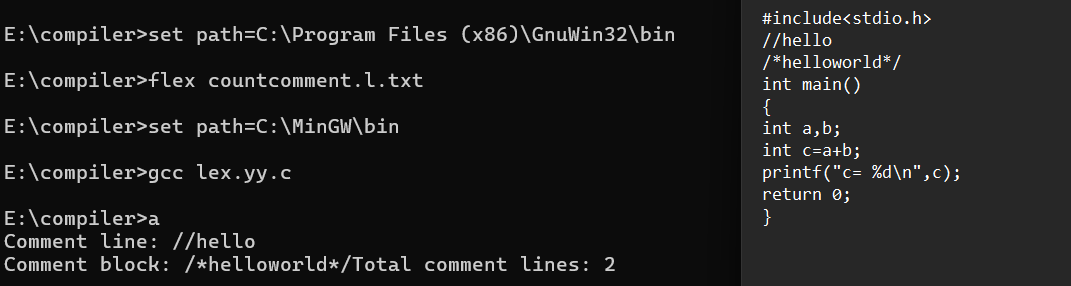 E:\compiler>set path=C:\Program Files (x86)\GnuWin32\bin
E:\compiler>flex countcomment.l.txt
E:\compiler>set path=C:\MinGW\bin
E:\compiler>gcc lex.yy.c
E:\compiler>a
Comment line: //hello
Comment block: /*helloworld*/Total comment lines: 2
#include<stdio.h>
//hello
/*helloworld*/
int main()
{
int a,b;
int c=a+b;
printf("c= %d\n",c);
return 0;
}